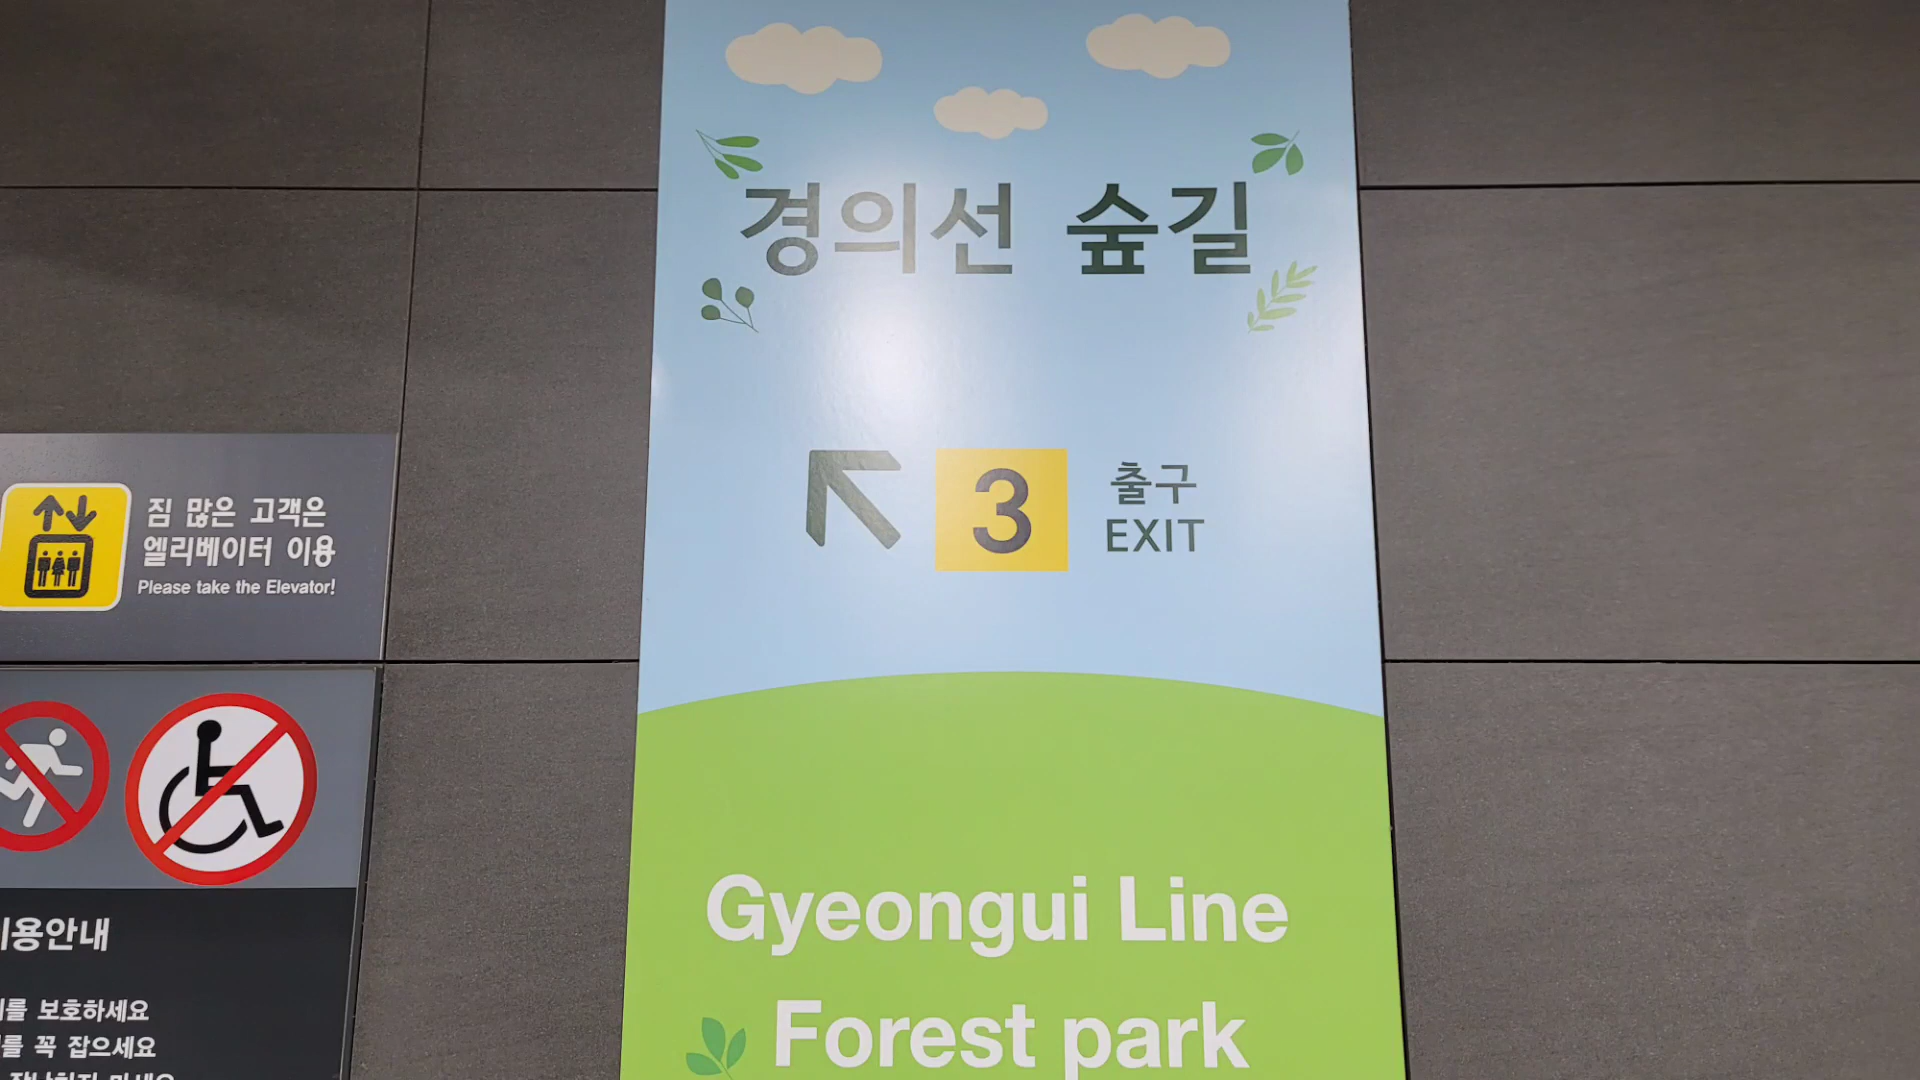 경의선 숲길
3 출구
EXIT
Gyeongui Line
Forest park
짐 많은 고객은
엘리베이터 이용
Please take the Elevator!
이용안내
보호하세요
꼭 잡으세요